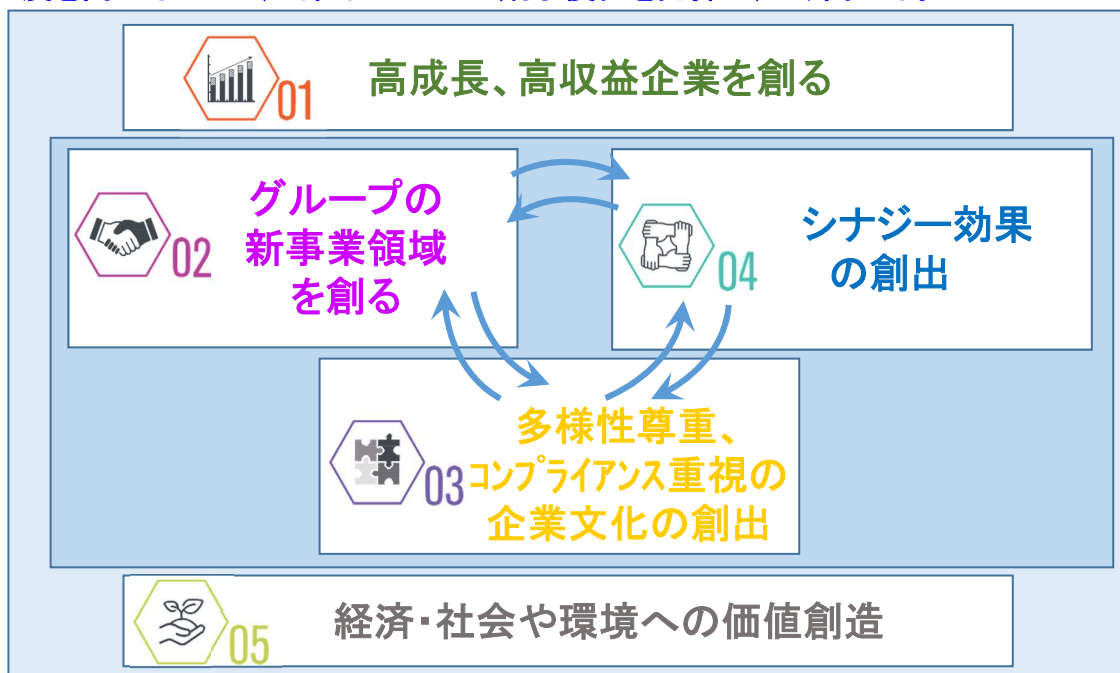 01
高成長、高収益企業を創る
02
グループの
新事業領域
を創る
04
シナジー効果
の創出
03
多様性尊重、
コンプライアンス重視の
企業文化の創出
05
経済・社会や環境への価値創造